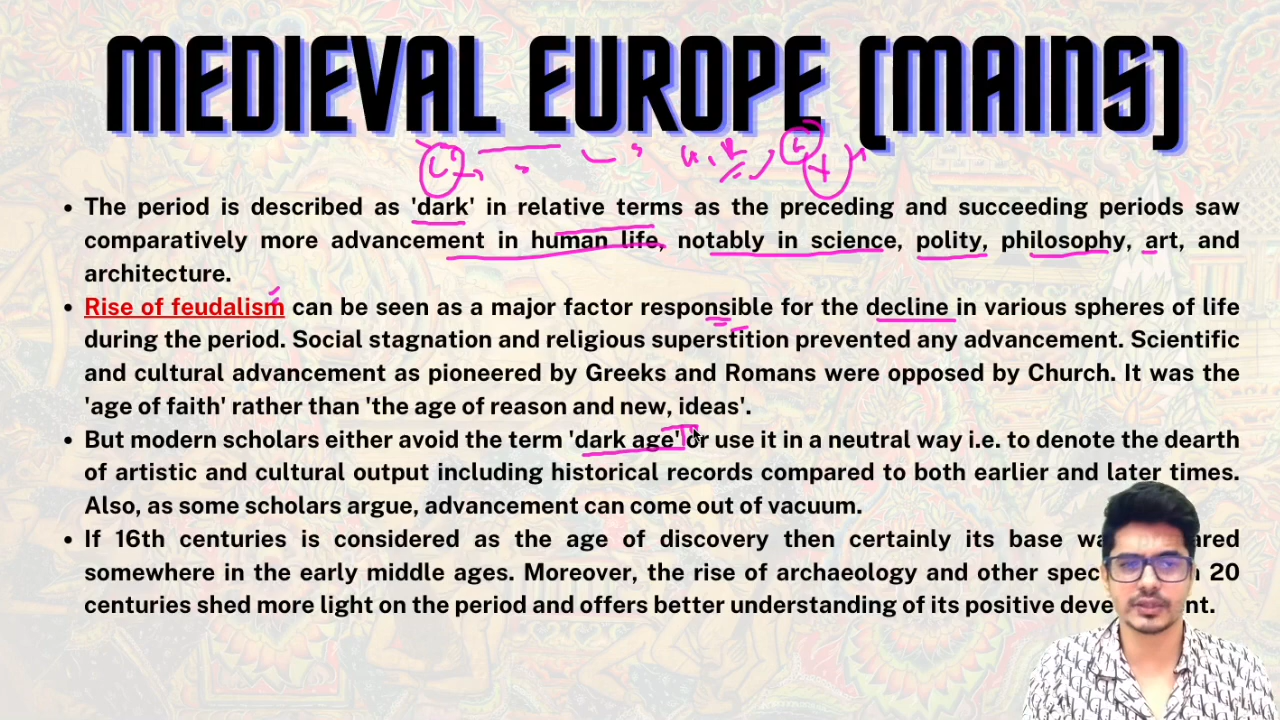 MEDIEVAL EUROPE (MAINS)
• The period is described as 'dark' in relative terms as the preceding and succeeding periods saw
comparatively more advancement in human life, notably in science, polity, philosophy, art, and
architecture.
• Rise of feudalism can be seen as a major factor responsible for the decline in various spheres of life
during the period. Social stagnation and religious superstition prevented any advancement. Scientific
and cultural advancement as pioneered by Greeks and Romans were opposed by Church. It was the
'age of faith' rather than 'the age of reason and new, ideas'.
• But modern scholars either avoid the term 'dark age' or use it in a neutral way i.e. to denote the dearth
of artistic and cultural output including historical records compared to both earlier and later times.
Also, as some scholars argue, advancement can come out of vacuum.
• If 16th centuries is considered as the age of discovery then certainly its base
somewhere in the early middle ages. Moreover, the rise of archaeology and other 20
centuries shed more light on the period and offers better understanding of its positive